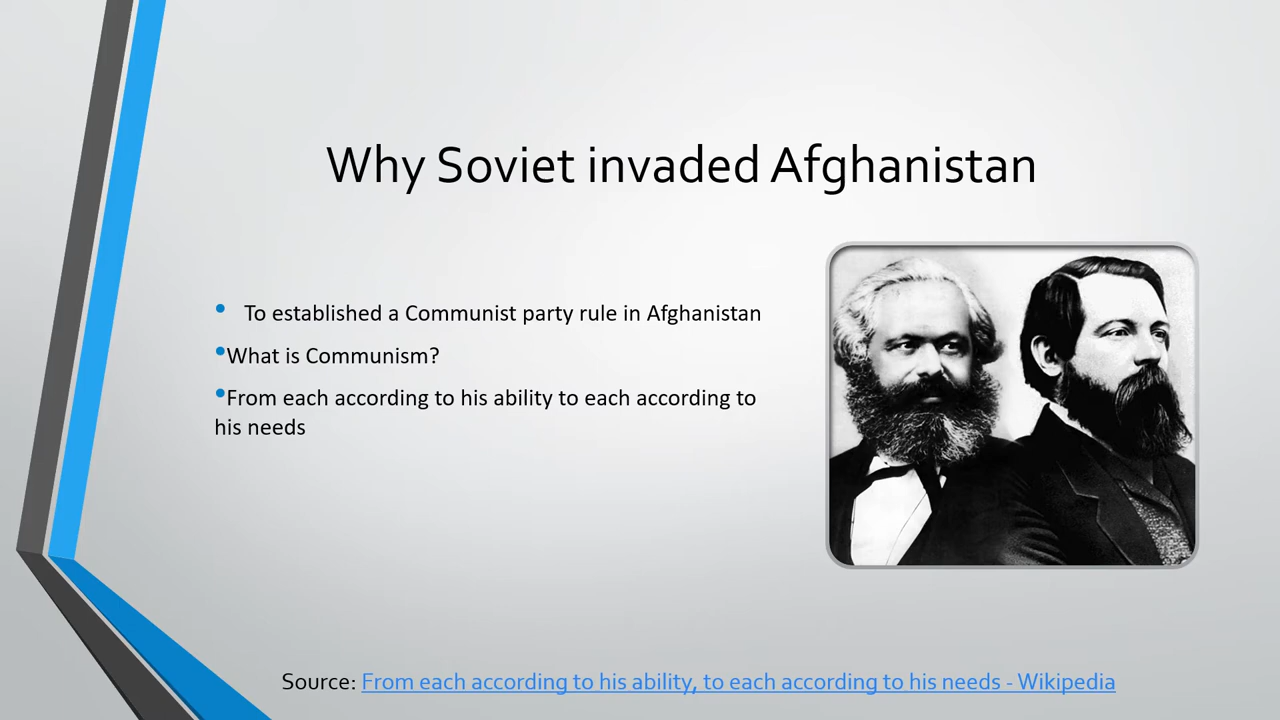 Why Soviet invaded Afghanistan
• To established a Communist party rule in Afghanistan
•What is Communism?
•From each according to his ability to each according to
his needs
Source: From each according to his ability, to each according to his needs - Wikipedia